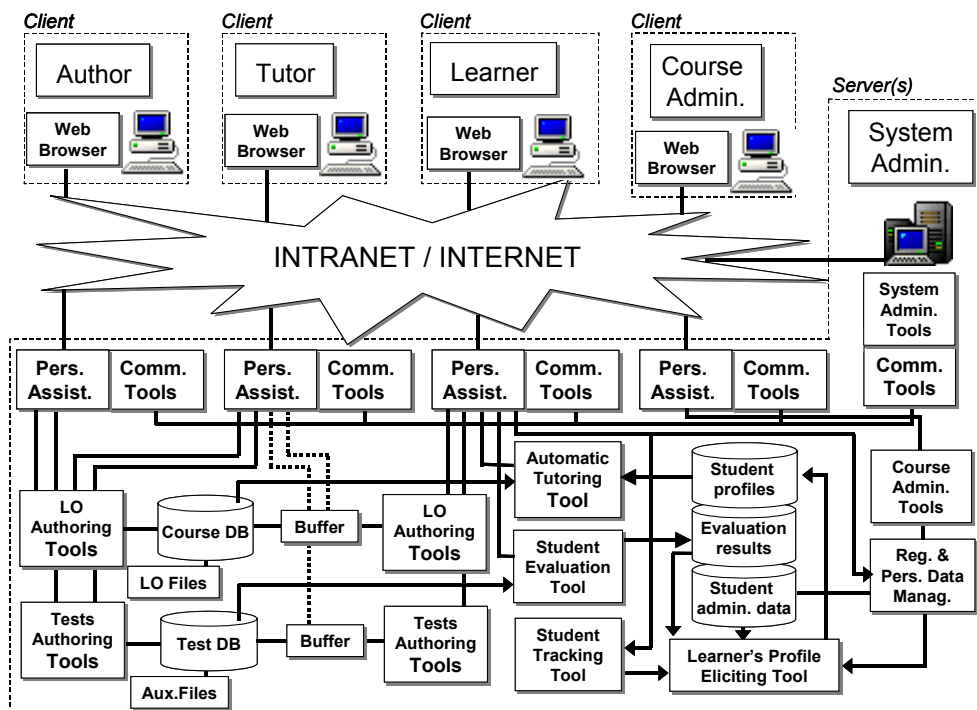 Client
Client
Client
Client
Author
Tutor
Learner
Course
Admin.
Server(s)
Web
Browser
Web
Browser
Web
Browser
Web
Browser
System
Admin.
INTRANET / INTERNET
System
Admin.
Tools
Comm.
Tools
Pers.
Assist.
Comm.
Tools
Pers.
Assist.
Comm.
Tools
Pers.
Assist.
Comm.
Tools
Pers.
Assist.
Comm.
Tools
LO
Authoring
Tools
Course DB
Buffer
LO
Authoring
Tools
Automatic
Tutoring
Tool
Student
profiles
Course
Admin.
Tools
LO Files
Student
Evaluation
Tool
Evaluation
results
Reg. &
Pers. Data
Manag.
Student
admin. data
Tests
Authoring
Tools
Test DB
Buffer
Tests
Authoring
Tools
Student
Tracking
Tool
Learner's Profile
Eliciting Tool
Aux.Files